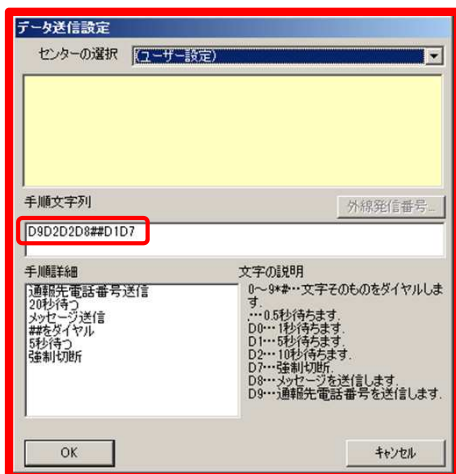 データ送信設定
センターの選択 (ユーザー設定)
手順文字列
外線発信番号...
D9D2D2D8##D1D7
手順詳細
通報先電話番号送信
20秒待つ
メッセージ送信
##をダイヤル
5秒待つ
強制切断
文字の説明
0～9*#…文字そのものをダイヤルしま
す.
,…0.5秒待ちます.
D0…1秒待ちます.
D1…5秒待ちます.
D2…10秒待ちます.
D7…強制切断.
D8…メッセージを送信します.
D9…通報先電話番号を送信します.
OK
キャンセル